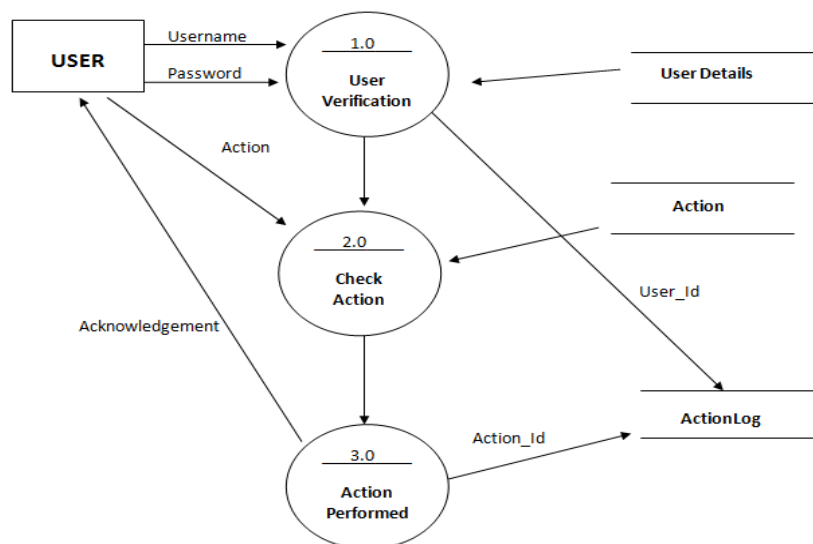 USER
Username
Password
1.0
User
Verification
User Details
Action
Action
2.0
Check
Action
User_Id
Acknowledgement
ActionLog
Action_Id
3.0
Action
Performed